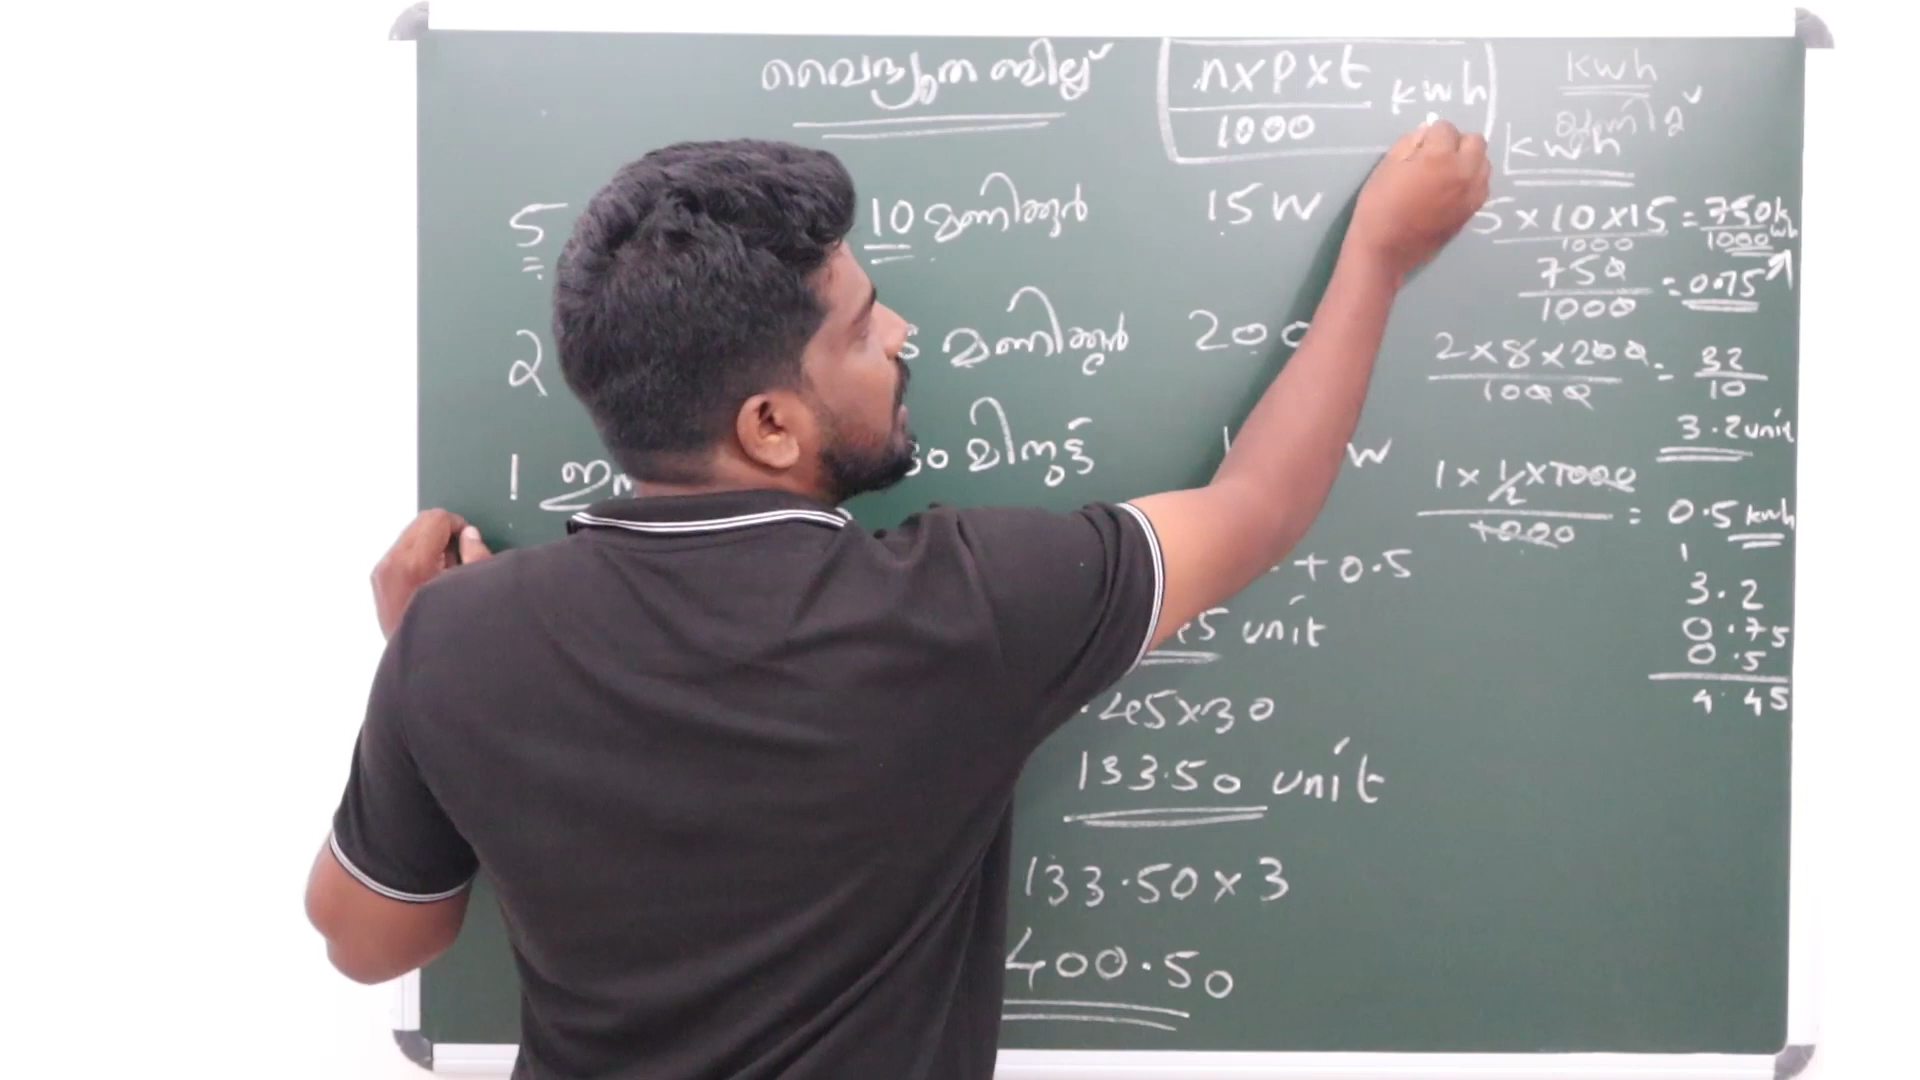 വൈദ്യുത ബില്ല്
n x P x t
1000
kwh
kwh
യൂണിറ്റ്
kwh
5
10 മണിക്കൂർ
15 W
5 x 10 x 15 = 750 kwh
1000 1000
750
1000
= 0.75
2
മണിക്കൂർ
200
2 x 8 x 200 = 32
1000 10
3.2 unit
1
30 മിനുട്ട്
W
1 x 1/2 x 1000
1000
= 0.5 kwh
+ 0.5
45 unit
.45 x 30
133.50 unit
133.50 x 3
400.50
1
3.2
0.75
0.5
4.45